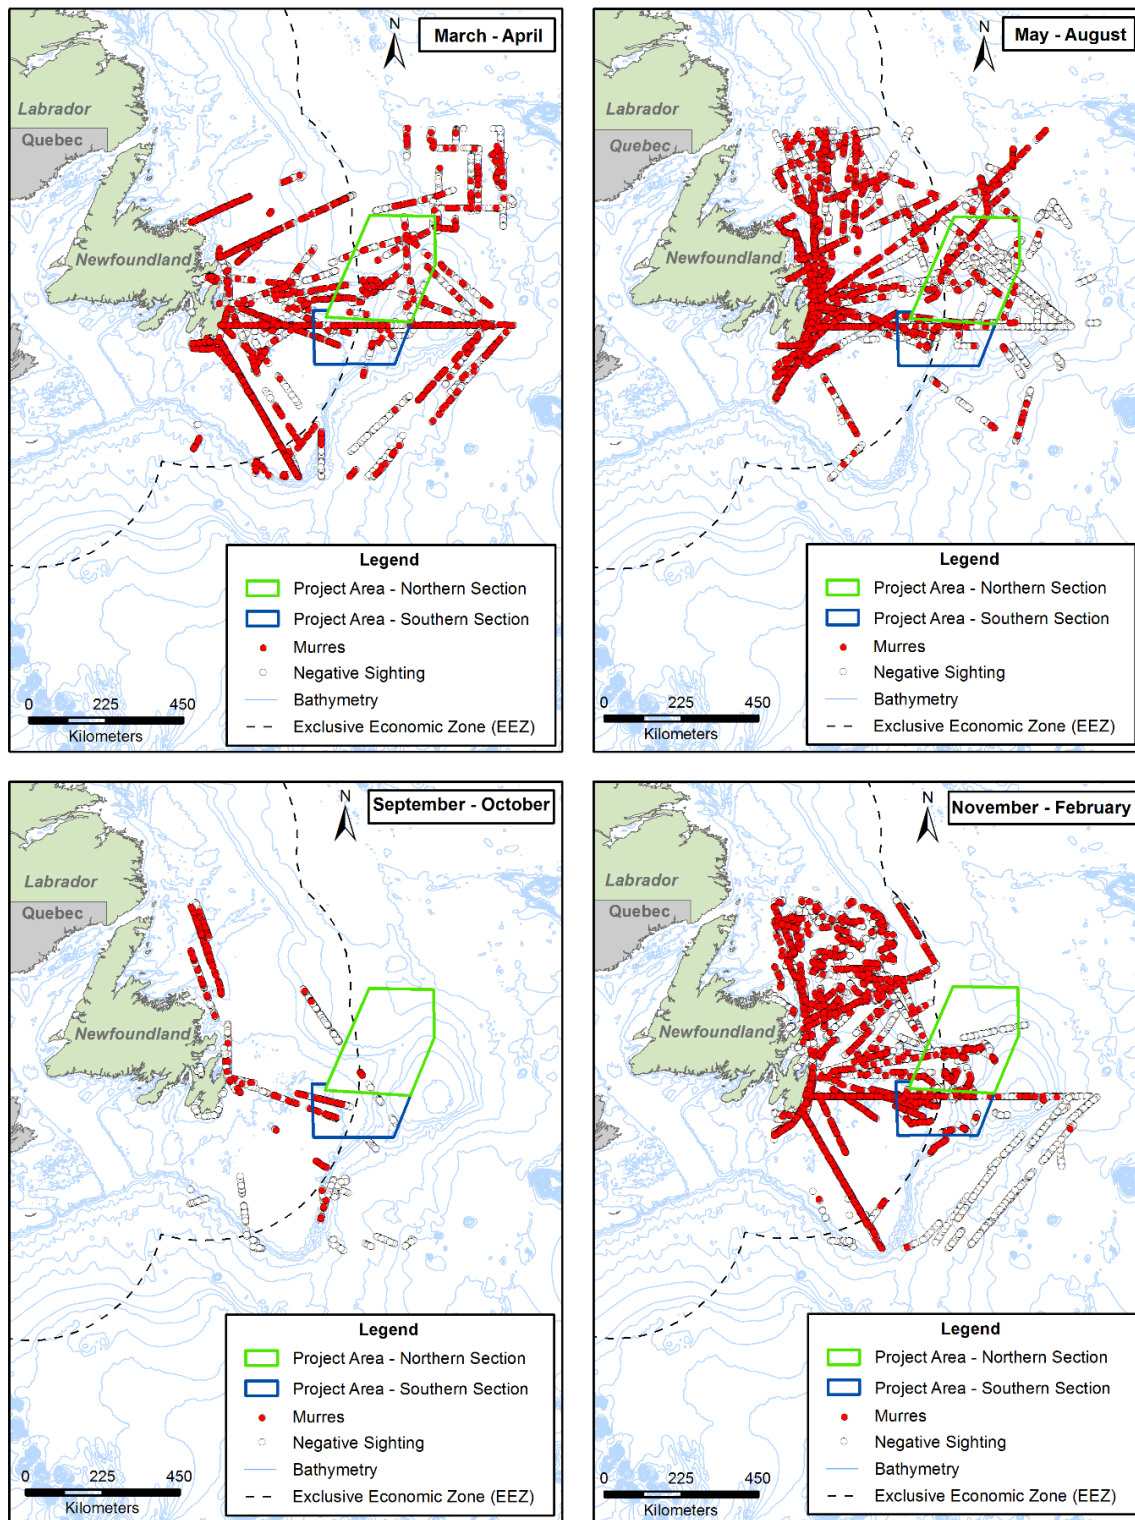 March - April
N
Labrador
Quebec
Newfoundland
Legend
Project Area - Northern Section
Project Area - Southern Section
Murres
Negative Sighting
Bathymetry
Exclusive Economic Zone (EEZ)
0 225 450
Kilometers
May - August
N
Labrador
Quebec
Newfoundland
Legend
Project Area - Northern Section
Project Area - Southern Section
Murres
Negative Sighting
Bathymetry
Exclusive Economic Zone (EEZ)
0 225 450
Kilometers
September - October
N
Labrador
Quebec
Newfoundland
Legend
Project Area - Northern Section
Project Area - Southern Section
Murres
Negative Sighting
Bathymetry
Exclusive Economic Zone (EEZ)
0 225 450
Kilometers
November - February
N
Labrador
Quebec
Newfoundland
Legend
Project Area - Northern Section
Project Area - Southern Section
Murres
Negative Sighting
Bathymetry
Exclusive Economic Zone (EEZ)
0 225 450
Kilometers